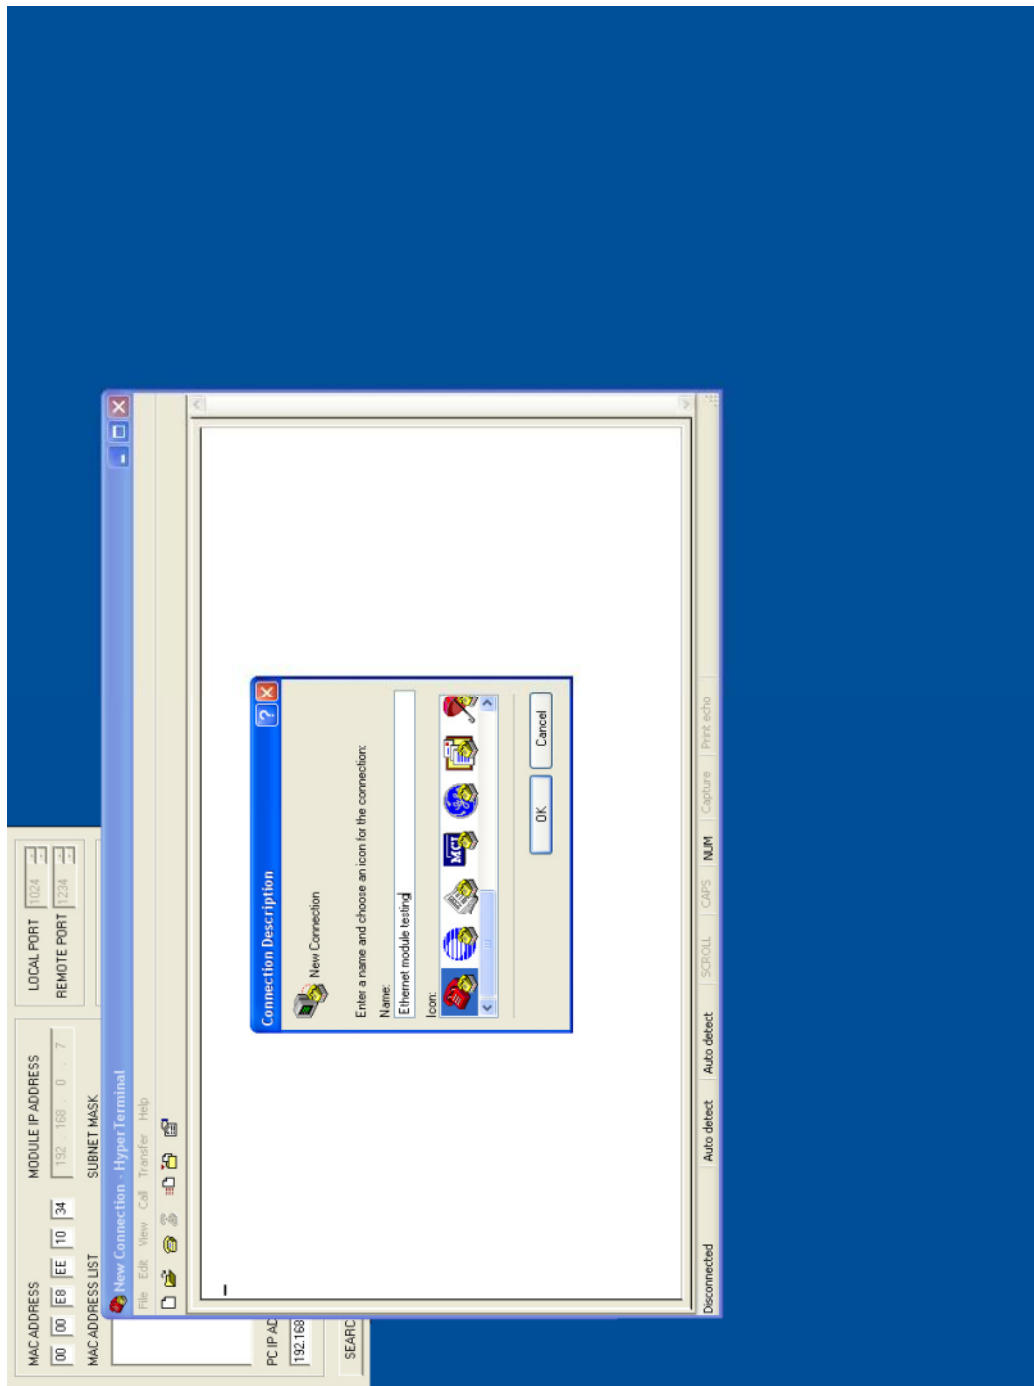 MAC ADDRESS
00 00 E8 EE 10 34
MAC ADDRESS LIST
MODULE IP ADDRESS
192 . 168 . 0 . 7
SUBNET MASK
LOCAL PORT 1024
REMOTE PORT 1234
PC IP AD
192.168
SEARC
New Connection - HyperTerminal
File Edit View Call Transfer Help
Connection Description
New Connection
Enter a name and choose an icon for the connection:
Name:
Ethernet module testing
Icon:
MCI
OK Cancel
Disconnected Auto detect Auto detect SCROLL CAPS NUM Capture Print echo